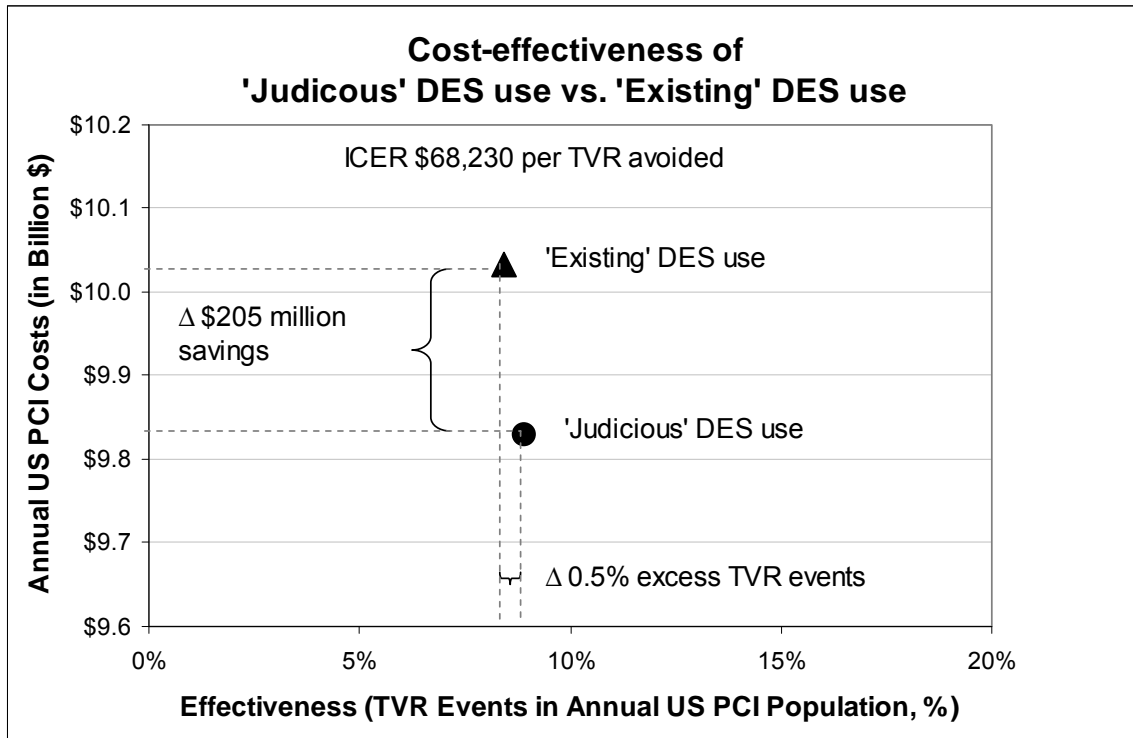 Cost-effectiveness of
'Judicous' DES use vs. 'Existing' DES use
Annual US PCI Costs (in Billion $)
$10.2
$10.1
$10.0
$9.9
$9.8
$9.7
$9.6
ICER $68,230 per TVR avoided
'Existing' DES use
Δ $205 million
savings
'Judicious' DES use
Δ 0.5% excess TVR events
0%
5%
10%
15%
20%
Effectiveness (TVR Events in Annual US PCI Population, %)